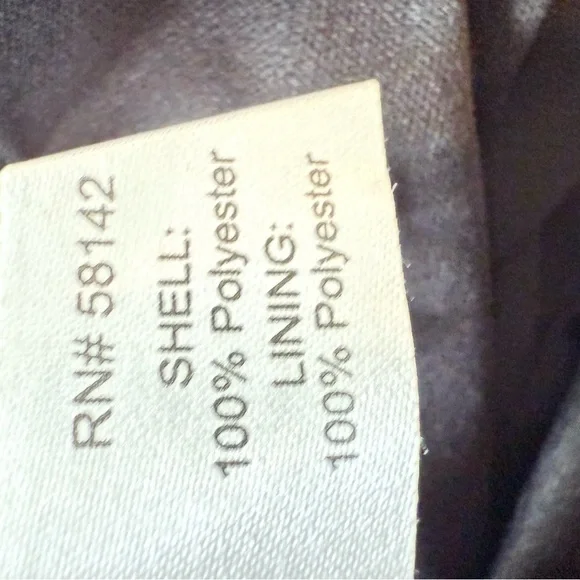 RN# 58142
SHELL:
100% Polyester
LINING:
100% Polyester